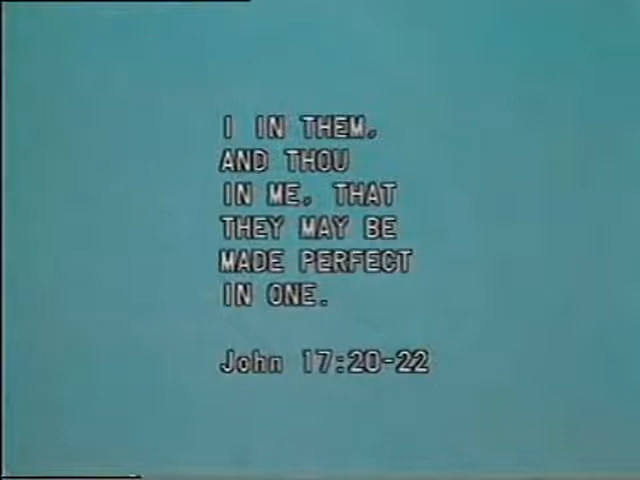 I IN THEM,
AND THOU
IN ME, THAT
THEY MAY BE
MADE PERFECT
IN ONE.
John 17:20-22